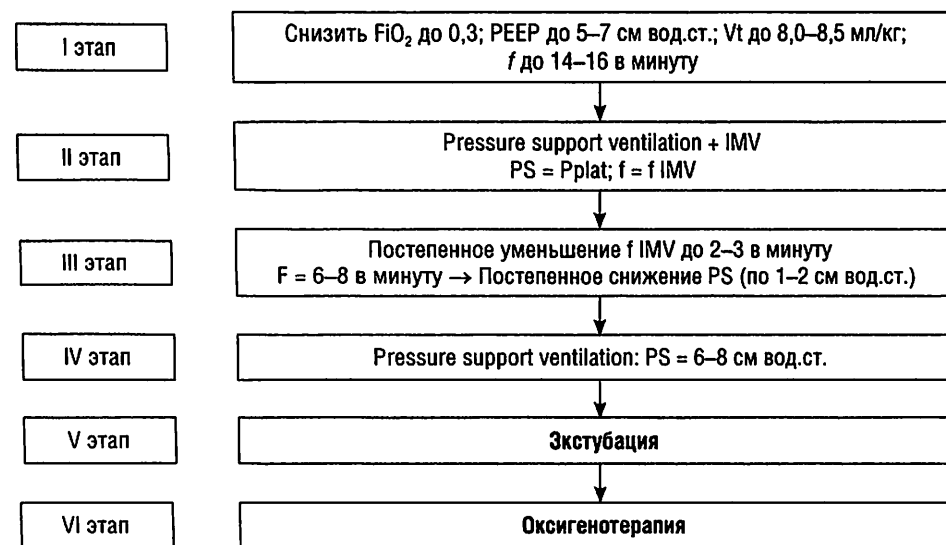 I этап
Снизить FiO₂ до 0,3; PEEP до 5–7 см вод.ст.; Vt до 8,0–8,5 мл/кг;
f до 14–16 в минуту
II этап
Pressure support ventilation + IMV
PS = Pplat; f = f IMV
III этап
Постепенное уменьшение f IMV до 2–3 в минуту
F = 6–8 в минуту → Постепенное снижение PS (по 1–2 см вод.ст.)
IV этап
Pressure support ventilation: PS = 6–8 см вод.ст.
V этап
Экстубация
VI этап
Оксигенотерапия